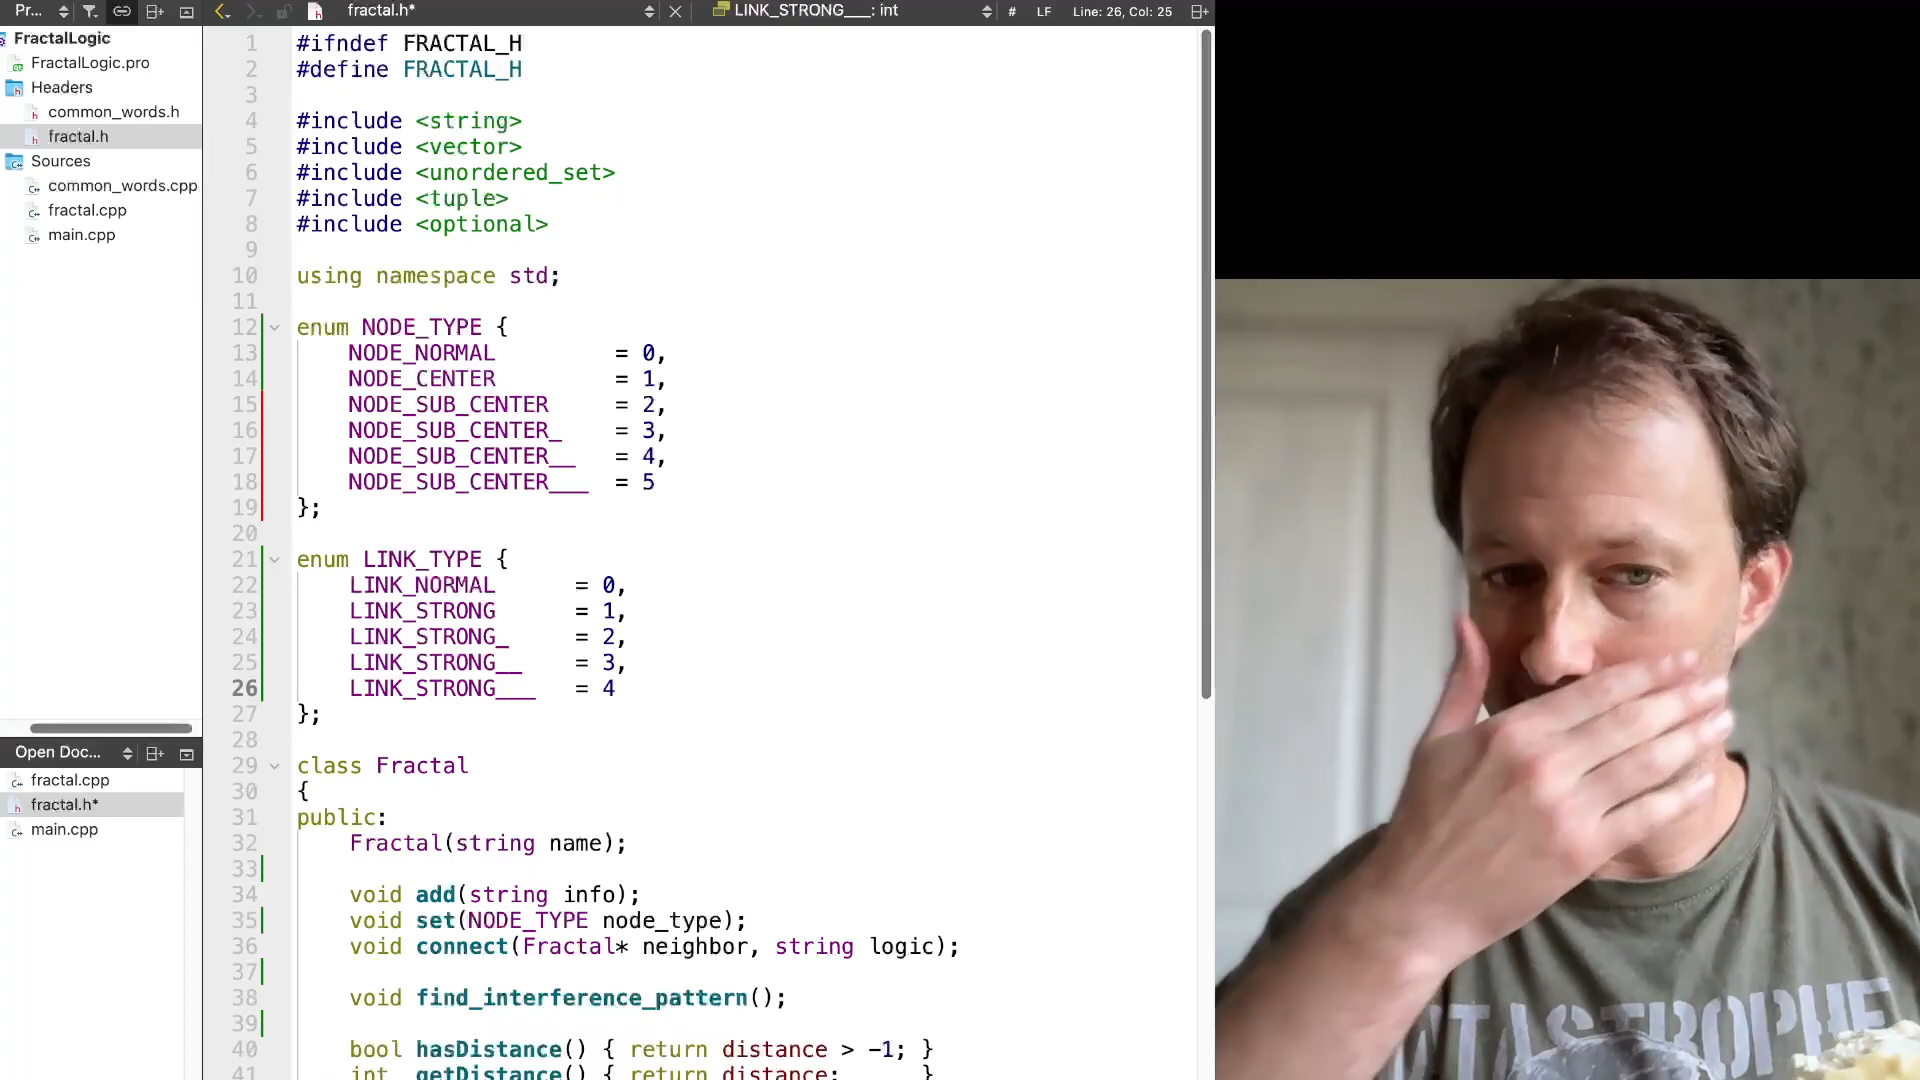 Pr...
fractal.h*
LINK_STRONG___: int
#
LF
Line: 26, Col: 25
FractalLogic
FractalLogic.pro
Headers
common_words.h
fractal.h
Sources
common_words.cpp
fractal.cpp
main.cpp
Open Doc...
fractal.cpp
fractal.h*
main.cpp
1 #ifndef FRACTAL_H
2 #define FRACTAL_H
3
4 #include <string>
5 #include <vector>
6 #include <unordered_set>
7 #include <tuple>
8 #include <optional>
9
10 using namespace std;
11
12 enum NODE_TYPE {
13 NODE_NORMAL = 0,
14 NODE_CENTER = 1,
15 NODE_SUB_CENTER = 2,
16 NODE_SUB_CENTER_ = 3,
17 NODE_SUB_CENTER__ = 4,
18 NODE_SUB_CENTER___ = 5
19 };
20
21 enum LINK_TYPE {
22 LINK_NORMAL = 0,
23 LINK_STRONG = 1,
24 LINK_STRONG_ = 2,
25 LINK_STRONG__ = 3,
26 LINK_STRONG___ = 4
27 };
28
29 class Fractal
30 {
31 public:
32 Fractal(string name);
33
34 void add(string info);
35 void set(NODE_TYPE node_type);
36 void connect(Fractal* neighbor, string logic);
37
38 void find_interference_pattern();
39
40 bool hasDistance() { return distance > -1; }
41 int getDistance() { return distance; }